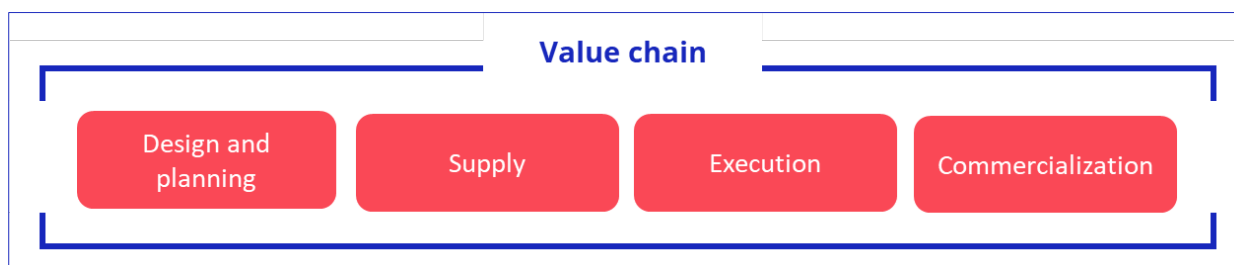 Value chain
Design and
planning
Supply
Execution
Commercialization